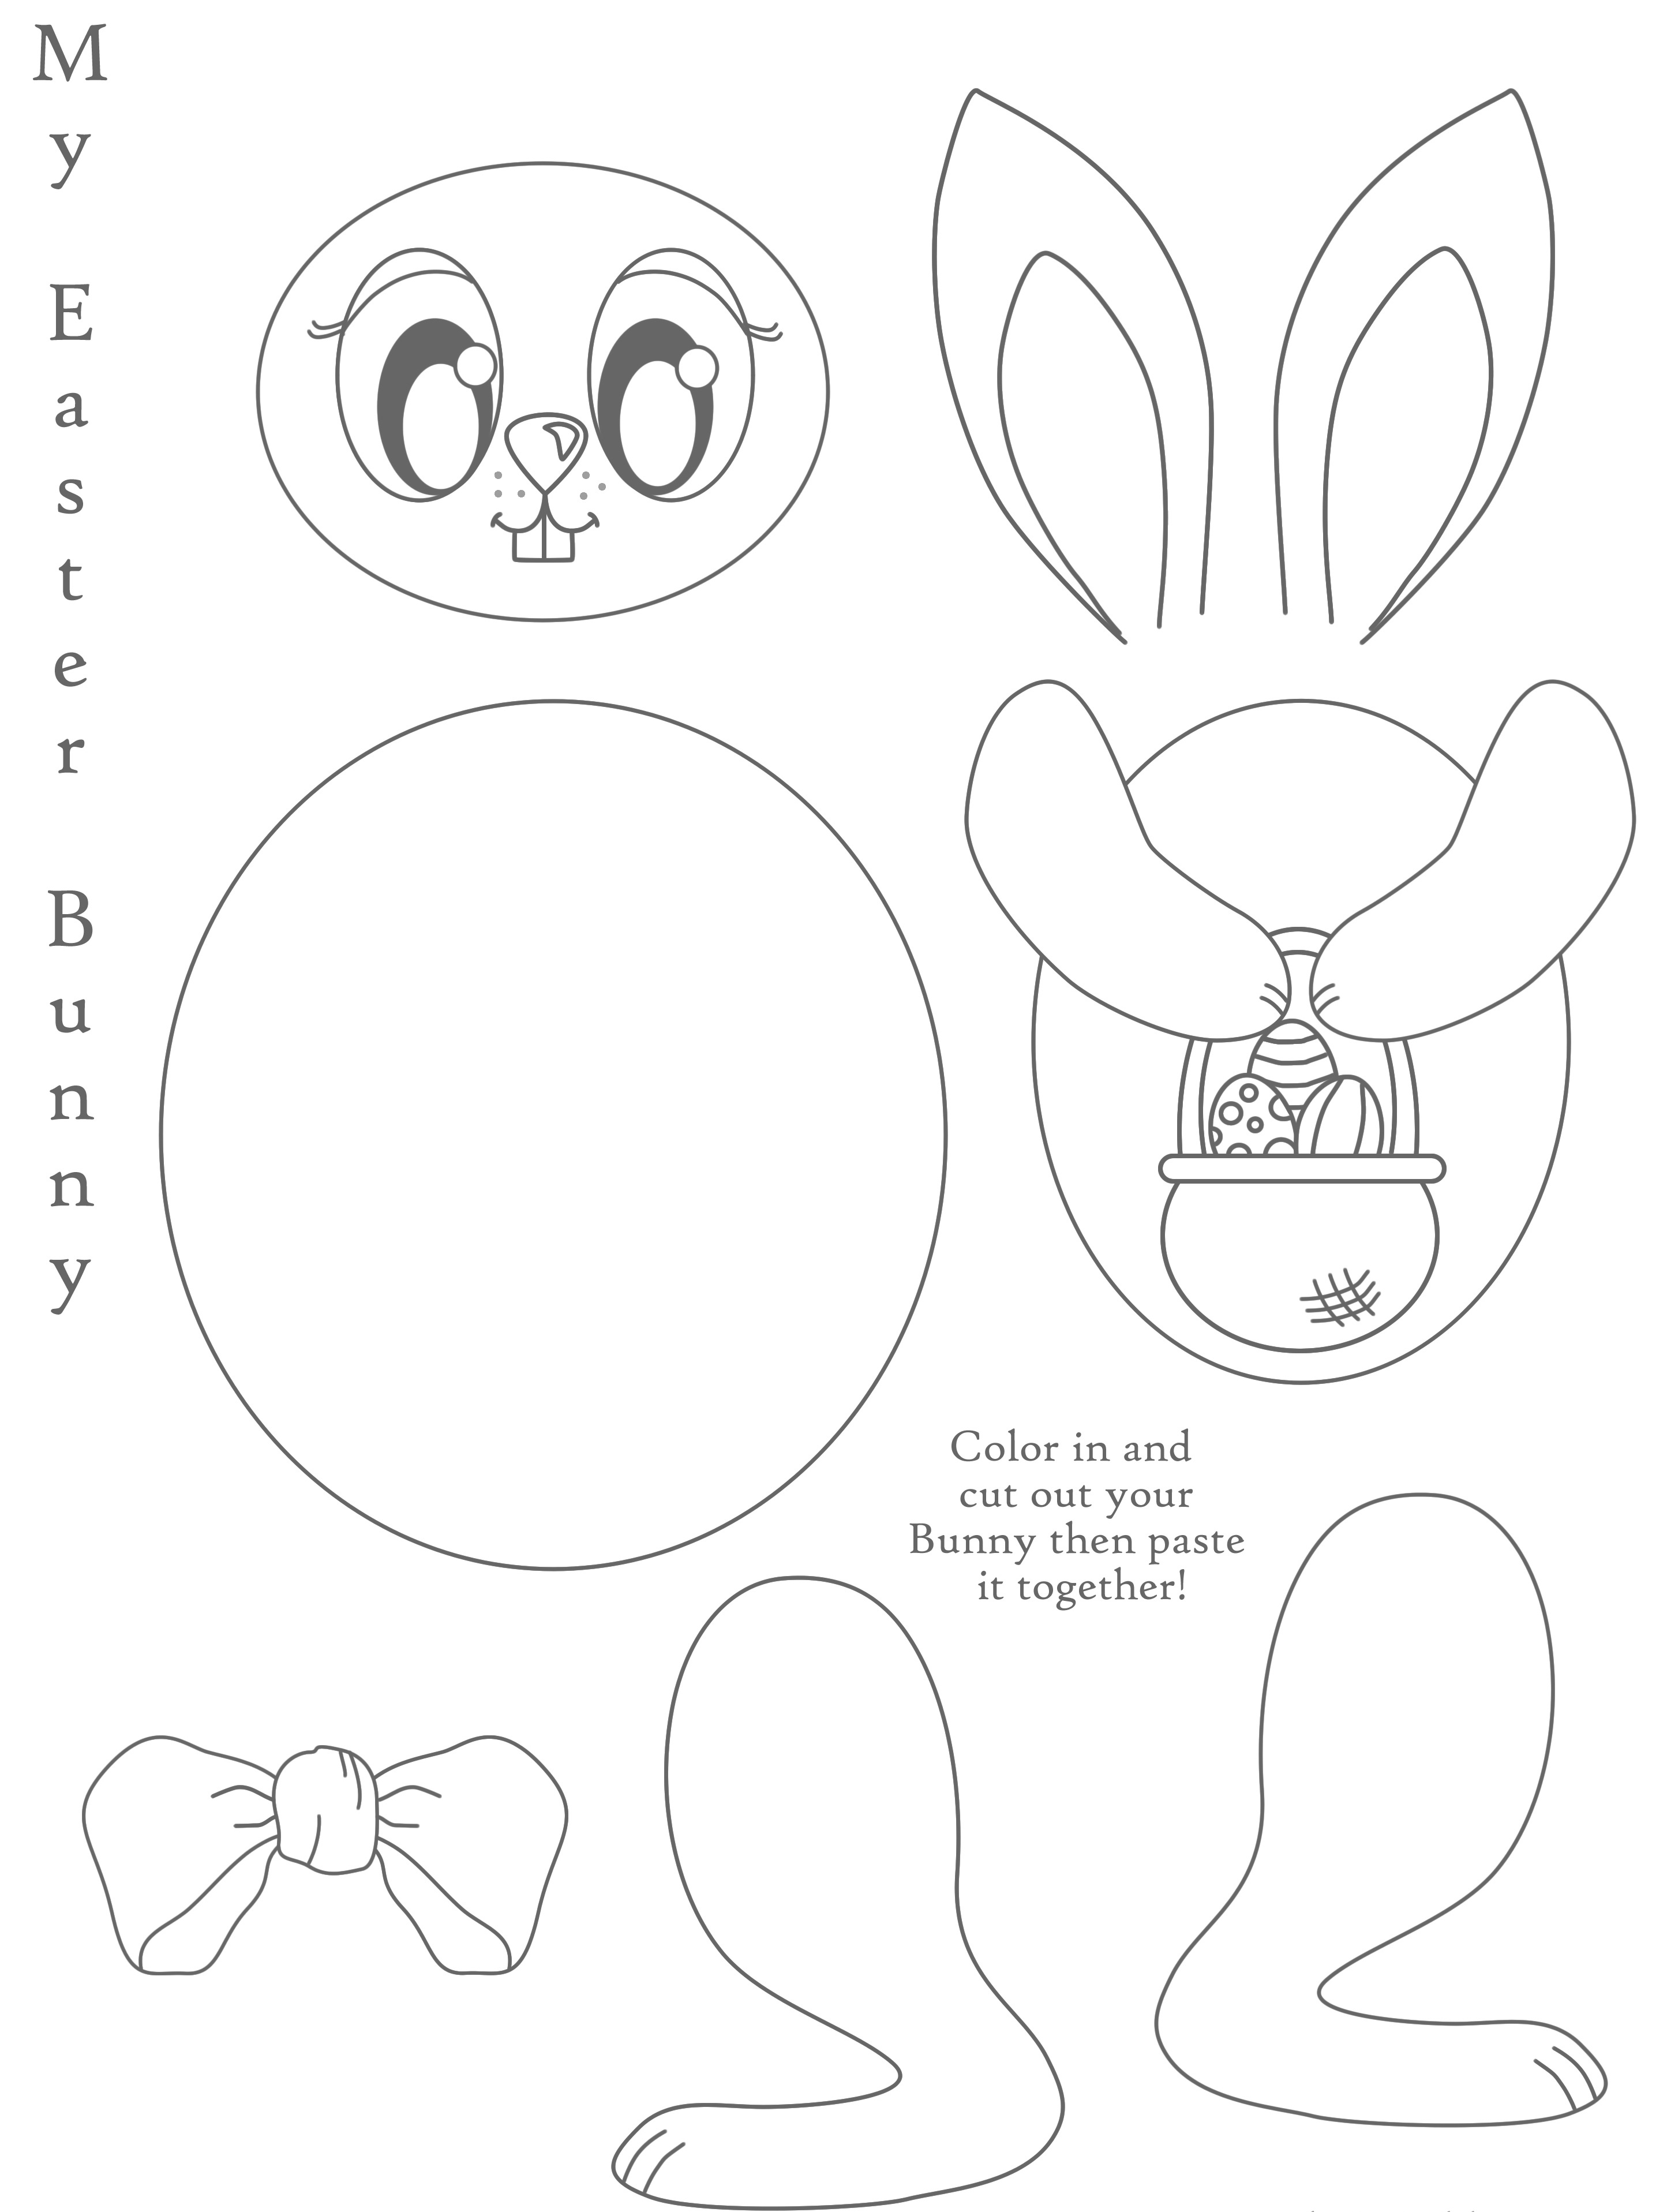 My Easter Bunny
Color in and
cut out your
Bunny then paste
it together!